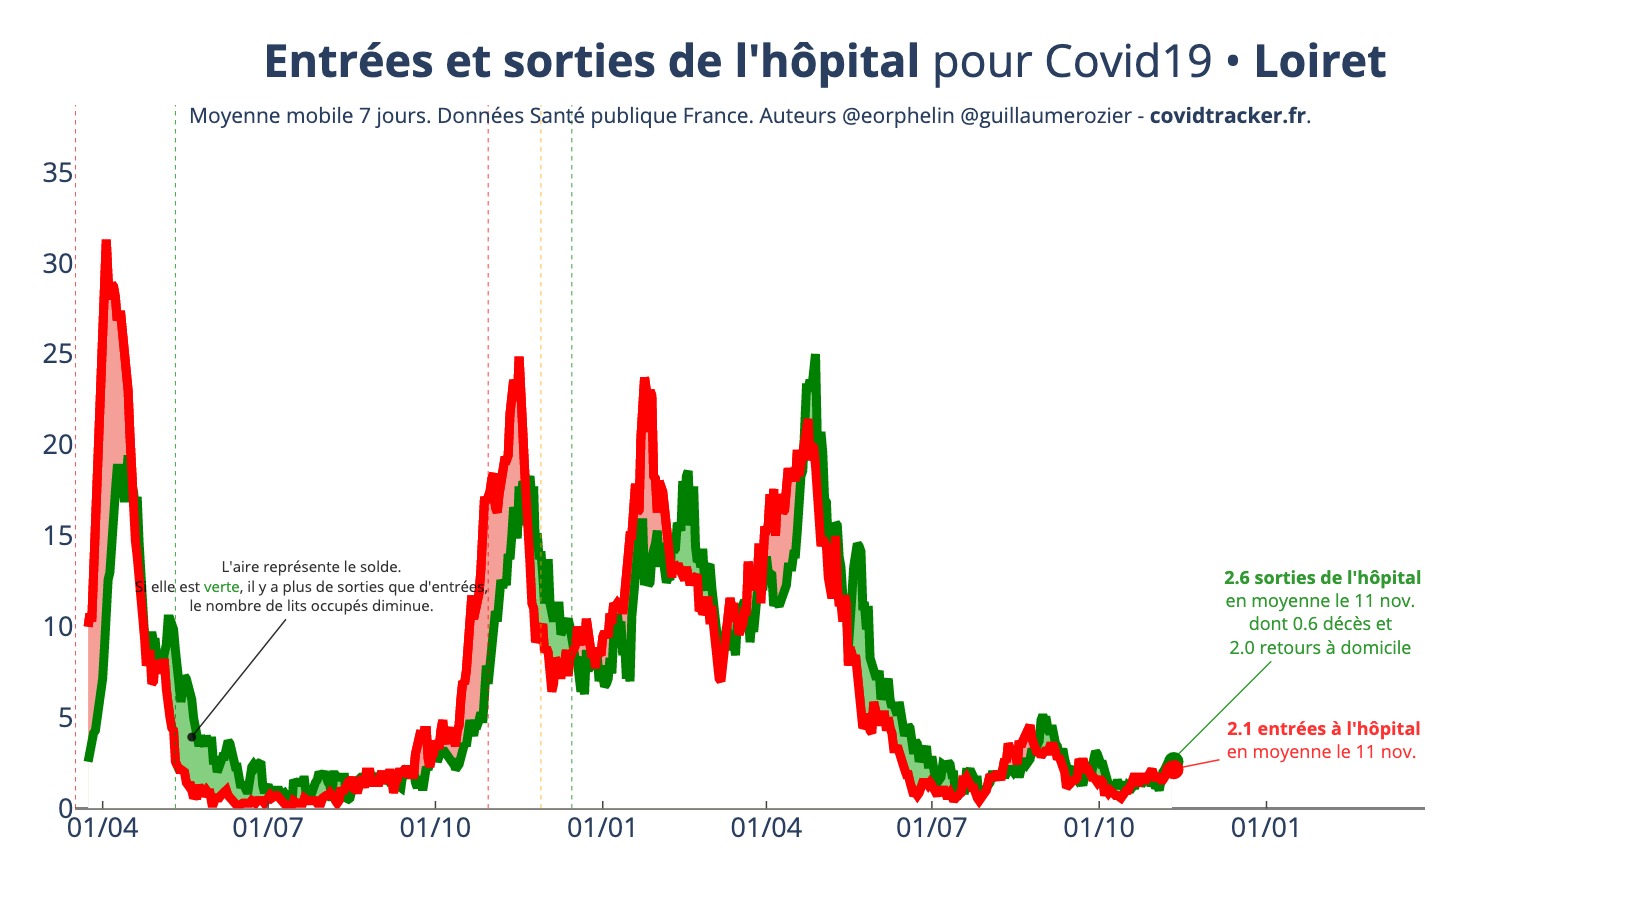 Entrées et sorties de l'hôpital pour Covid19 • Loiret
Moyenne mobile 7 jours. Données Santé publique France. Auteurs @eorphelin @guillaumerozier - covidtracker.fr.
35
30
25
20
15
10
5
0
L'aire représente le solde.
Si elle est verte, il y a plus de sorties que d'entrées,
le nombre de lits occupés diminue.
2.6 sorties de l'hôpital
en moyenne le 11 nov.
dont 0.6 décès et
2.0 retours à domicile
2.1 entrées à l'hôpital
en moyenne le 11 nov.
01/04 01/07 01/10 01/01 01/04 01/07 01/10 01/01